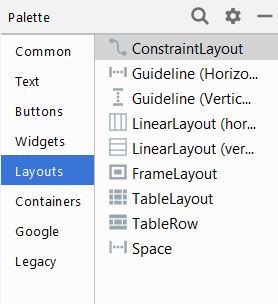 Palette
Common
Text
Buttons
Widgets
Layouts
Containers
Google
Legacy
ConstraintLayout
Guideline (Horizo...
Guideline (Vertic...
LinearLayout (hor...
LinearLayout (ver...
FrameLayout
TableLayout
TableRow
Space